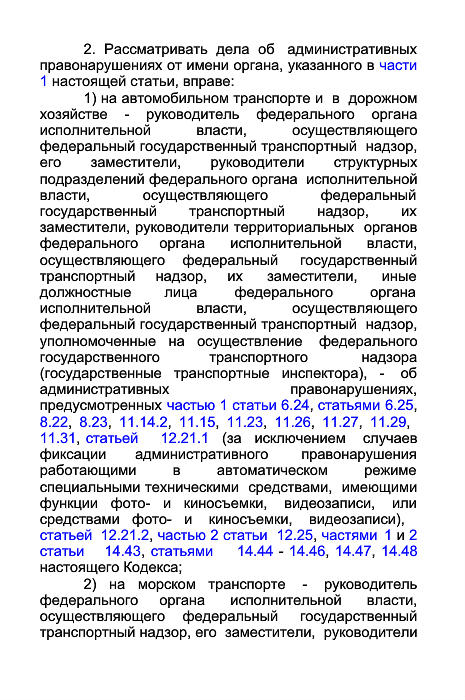 2. Рассматривать дела об административных
правонарушениях от имени органа, указанного в части
1 настоящей статьи, вправе:
1) на автомобильном транспорте и в дорожном
хозяйстве - руководитель федерального органа
исполнительной власти, осуществляющего
федеральный государственный транспортный надзор,
его заместители, руководители структурных
подразделений федерального органа исполнительной
власти, осуществляющего федеральный
государственный транспортный надзор, их
заместители, руководители территориальных органов
федерального органа исполнительной власти,
осуществляющего федеральный государственный
транспортный надзор, их заместители, иные
должностные лица федерального органа
исполнительной власти, осуществляющего
федеральный государственный транспортный надзор,
уполномоченные на осуществление федерального
государственного транспортного надзора
(государственные транспортные инспектора), - об
административных правонарушениях,
предусмотренных частью 1 статьи 6.24, статьями 6.25,
8.22, 8.23, 11.14.2, 11.15, 11.23, 11.26, 11.27, 11.29,
11.31, статьей 12.21.1 (за исключением случаев
фиксации административного правонарушения
работающими в автоматическом режиме
специальными техническими средствами, имеющими
функции фото- и киносъемки, видеозаписи, или
средствами фото- и киносъемки, видеозаписи),
статьей 12.21.2, частью 2 статьи 12.25, частями 1 и 2
статьи 14.43, статьями 14.44 - 14.46, 14.47, 14.48
настоящего Кодекса;
2) на морском транспорте - руководитель
федерального органа исполнительной власти,
осуществляющего федеральный государственный
транспортный надзор, его заместители, руководители